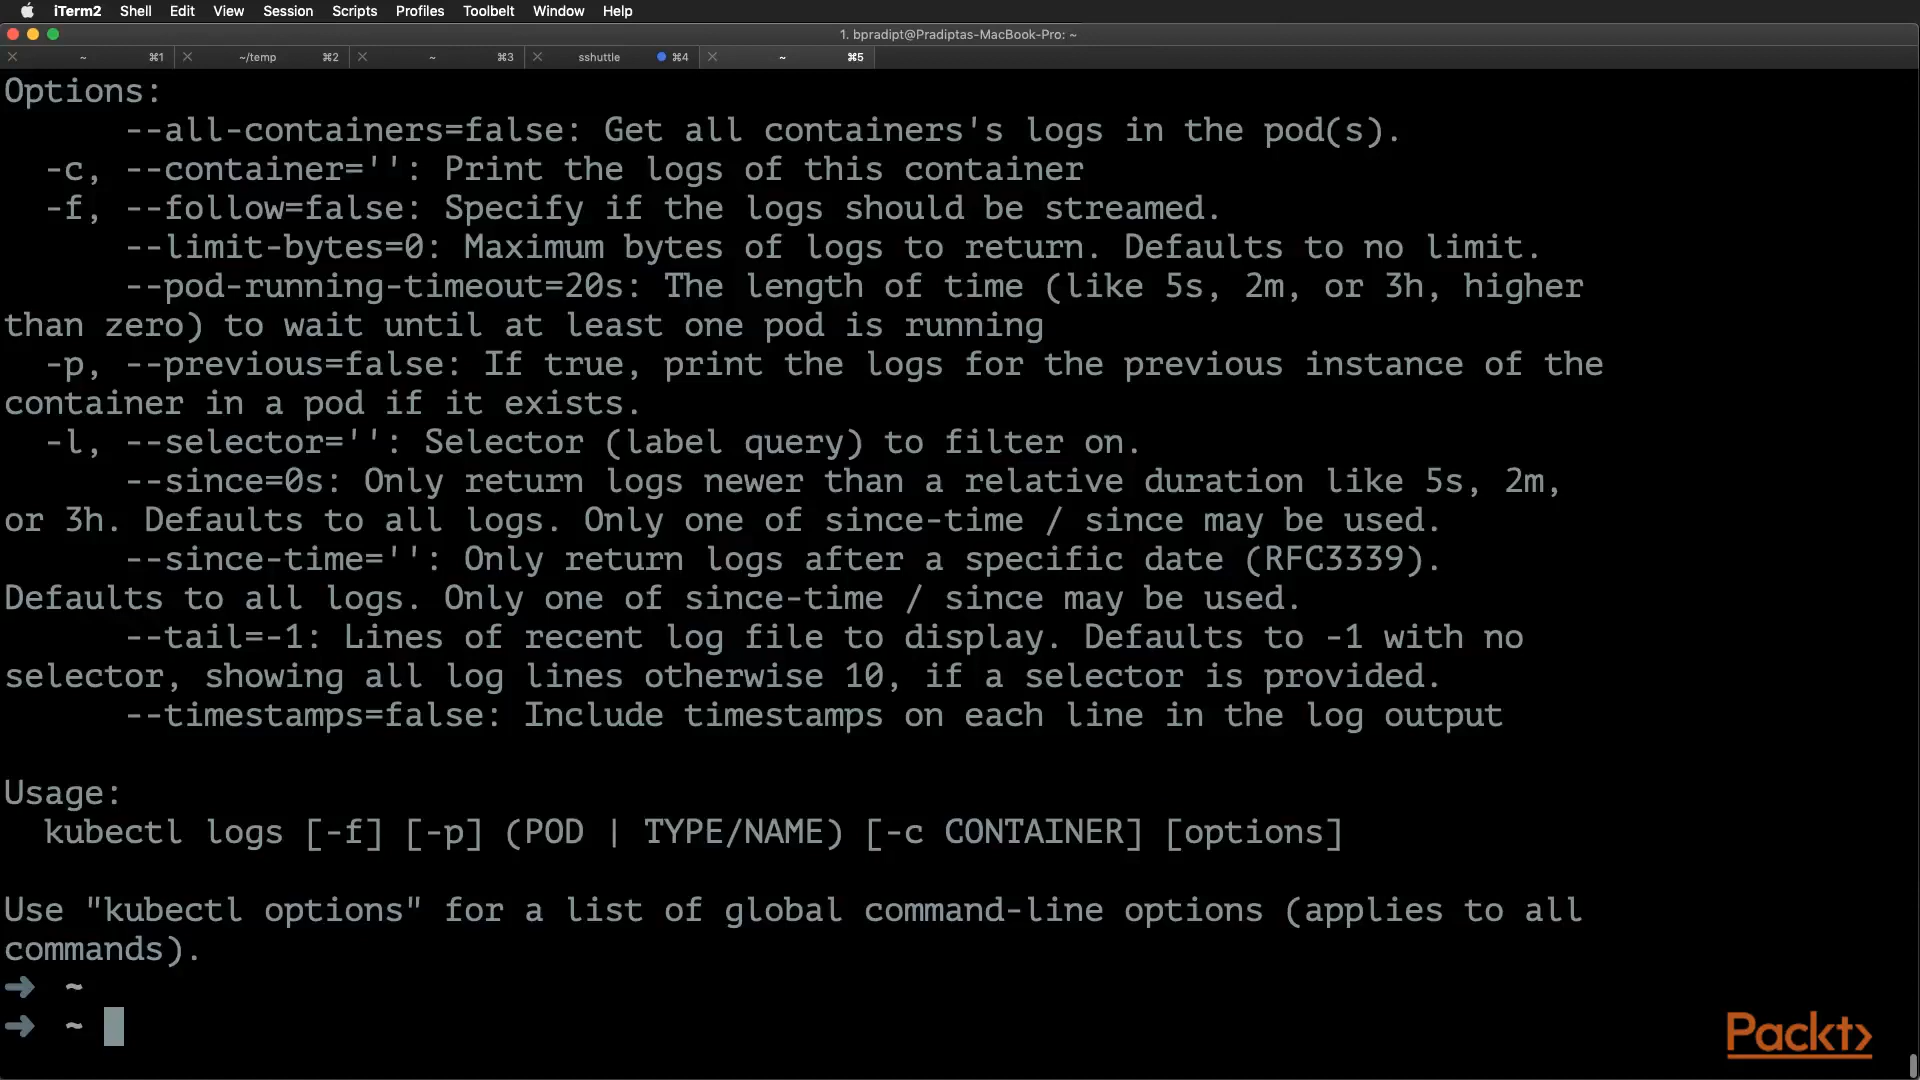 iTerm2 Shell Edit View Session Scripts Profiles Toolbelt Window Help
1. bpradipt@Pradiptas-MacBook-Pro: ~
~ ⌘1 ~/temp ⌘2 ~ ⌘3 sshuttle ⌘4 ~ ⌘5
Options:
--all-containers=false: Get all containers's logs in the pod(s).
-c, --container='': Print the logs of this container
-f, --follow=false: Specify if the logs should be streamed.
--limit-bytes=0: Maximum bytes of logs to return. Defaults to no limit.
--pod-running-timeout=20s: The length of time (like 5s, 2m, or 3h, higher
than zero) to wait until at least one pod is running
-p, --previous=false: If true, print the logs for the previous instance of the
container in a pod if it exists.
-l, --selector='': Selector (label query) to filter on.
--since=0s: Only return logs newer than a relative duration like 5s, 2m,
or 3h. Defaults to all logs. Only one of since-time / since may be used.
--since-time='': Only return logs after a specific date (RFC3339).
Defaults to all logs. Only one of since-time / since may be used.
--tail=-1: Lines of recent log file to display. Defaults to -1 with no
selector, showing all log lines otherwise 10, if a selector is provided.
--timestamps=false: Include timestamps on each line in the log output
Usage:
kubectl logs [-f] [-p] (POD | TYPE/NAME) [-c CONTAINER] [options]
Use "kubectl options" for a list of global command-line options (applies to all
commands).
➜ ~
➜ ~
Packt>